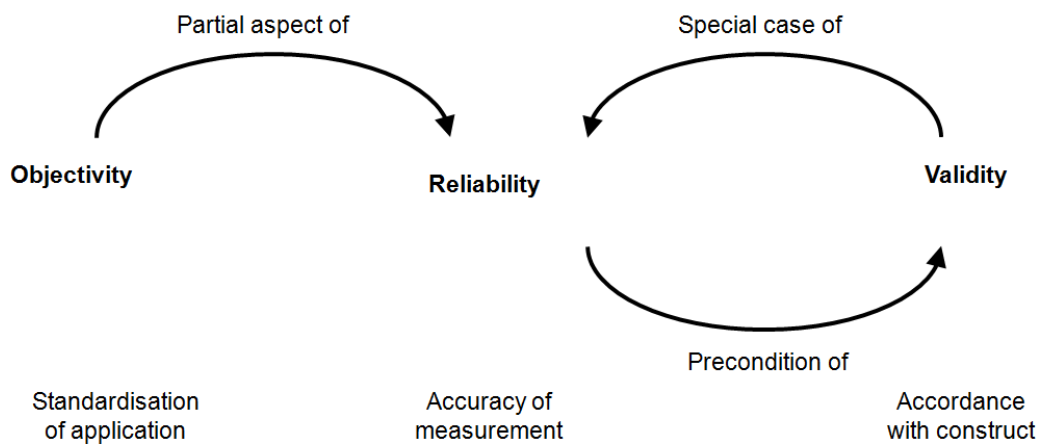 Partial aspect of
Special case of
Objectivity
Reliability
Validity
Precondition of
Standardisation
of application
Accuracy of
measurement
Accordance
with construct